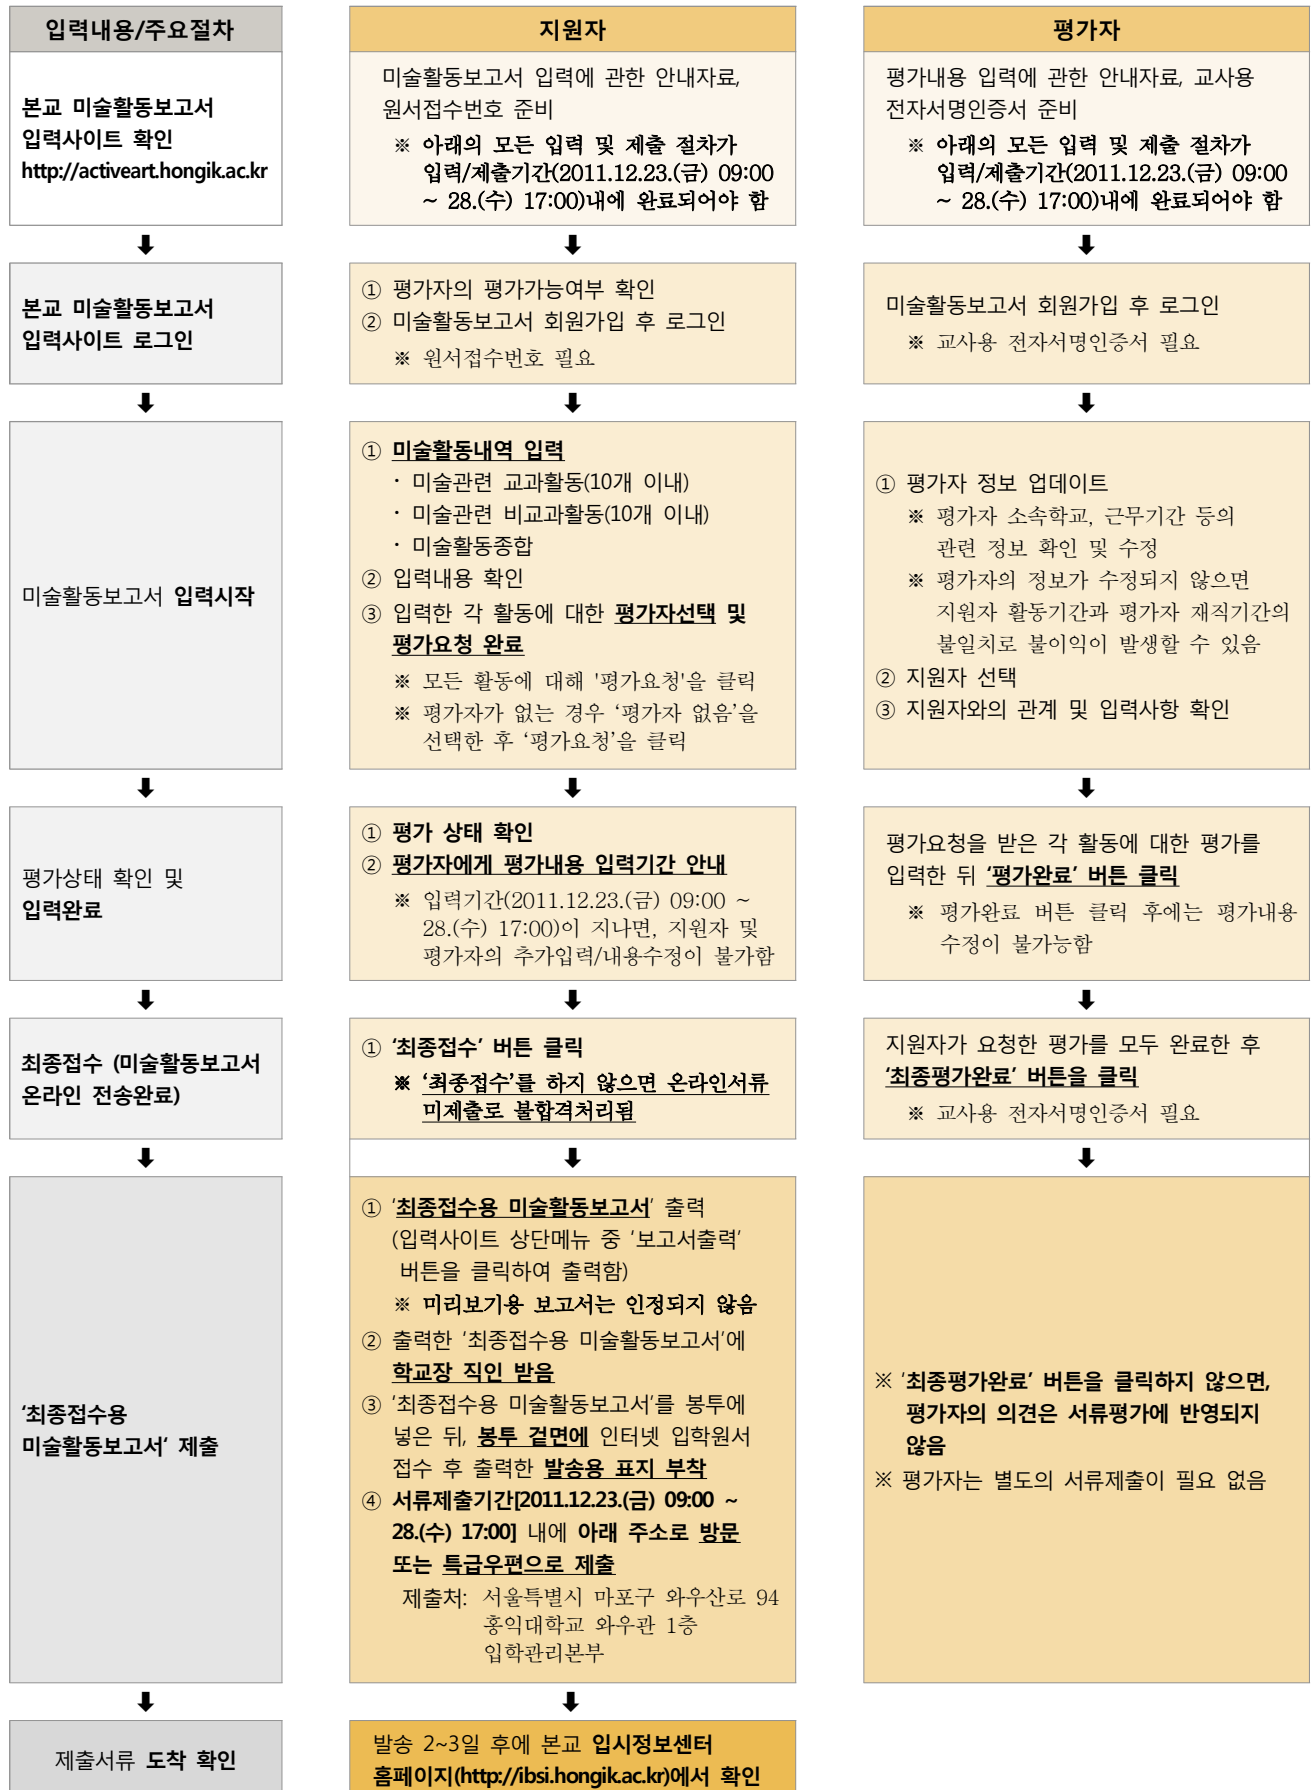 입력내용/주요절차
지원자
평가자
본교 미술활동보고서
입력사이트 확인
http://activeart.hongik.ac.kr
미술활동보고서 입력에 관한 안내자료,
원서접수번호 준비
※ 아래의 모든 입력 및 제출 절차가
입력/제출기간(2011.12.23.(금) 09:00
~ 28.(수) 17:00)내에 완료되어야 함
평가내용 입력에 관한 안내자료, 교사용
전자서명인증서 준비
※ 아래의 모든 입력 및 제출 절차가
입력/제출기간(2011.12.23.(금) 09:00
~ 28.(수) 17:00)내에 완료되어야 함
본교 미술활동보고서
입력사이트 로그인
① 평가자의 평가가능여부 확인
② 미술활동보고서 회원가입 후 로그인
※ 원서접수번호 필요
미술활동보고서 회원가입 후 로그인
※ 교사용 전자서명인증서 필요
미술활동보고서 입력시작
① 미술활동내역 입력
· 미술관련 교과활동(10개 이내)
· 미술관련 비교과활동(10개 이내)
· 미술활동종합
② 입력내용 확인
③ 입력한 각 활동에 대한 평가자선택 및
평가요청 완료
※ 모든 활동에 대해 '평가요청'을 클릭
※ 평가자가 없는 경우 ‘평가자 없음’을
선택한 후 ‘평가요청’을 클릭
① 평가자 정보 업데이트
※ 평가자 소속학교, 근무기간 등의
관련 정보 확인 및 수정
※ 평가자의 정보가 수정되지 않으면
지원자 활동기간과 평가자 재직기간의
불일치로 불이익이 발생할 수 있음
② 지원자 선택
③ 지원자와의 관계 및 입력사항 확인
평가상태 확인 및
입력완료
① 평가 상태 확인
② 평가자에게 평가내용 입력기간 안내
※ 입력기간(2011.12.23.(금) 09:00 ~
28.(수) 17:00)이 지나면, 지원자 및
평가자의 추가입력/내용수정이 불가함
평가요청을 받은 각 활동에 대한 평가를
입력한 뒤 ‘평가완료’ 버튼 클릭
※ 평가완료 버튼 클릭 후에는 평가내용
수정이 불가능함
최종접수 (미술활동보고서
온라인 전송완료)
① ‘최종접수’ 버튼 클릭
※ ‘최종접수’를 하지 않으면 온라인서류
미제출로 불합격처리됨
지원자가 요청한 평가를 모두 완료한 후
‘최종평가완료’ 버튼을 클릭
※ 교사용 전자서명인증서 필요
‘최종접수용
미술활동보고서‘ 제출
① ‘최종접수용 미술활동보고서’ 출력
(입력사이트 상단메뉴 중 ‘보고서출력’
버튼을 클릭하여 출력함)
※ 미리보기용 보고서는 인정되지 않음
② 출력한 ‘최종접수용 미술활동보고서’에
학교장 직인 받음
③ ‘최종접수용 미술활동보고서’를 봉투에
넣은 뒤, 봉투 겉면에 인터넷 입학원서
접수 후 출력한 발송용 표지 부착
④ 서류제출기간[2011.12.23.(금) 09:00 ~
28.(수) 17:00] 내에 아래 주소로 방문
또는 특급우편으로 제출
제출처: 서울특별시 마포구 와우산로 94
홍익대학교 와우관 1층
입학관리본부
※ ‘최종평가완료’ 버튼을 클릭하지 않으면,
평가자의 의견은 서류평가에 반영되지
않음
※ 평가자는 별도의 서류제출이 필요 없음
제출서류 도착 확인
발송 2~3일 후에 본교 입시정보센터
홈페이지(http://ibsi.hongik.ac.kr)에서 확인